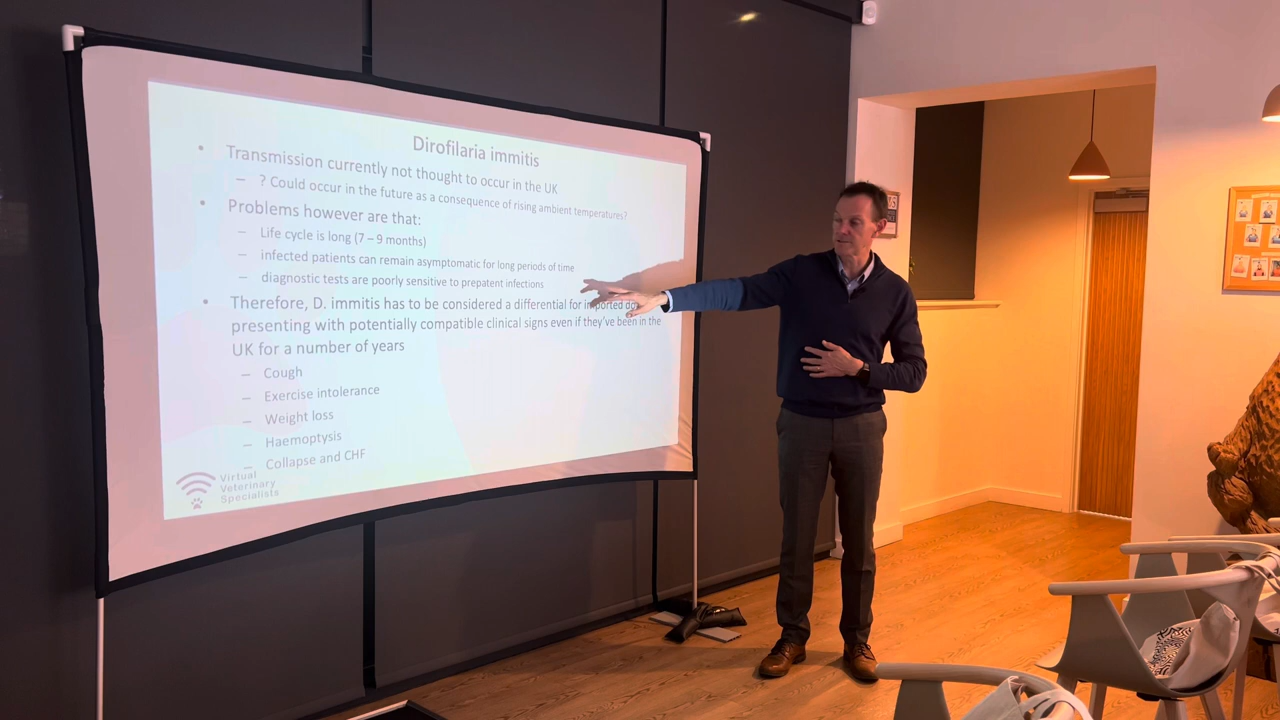 Dirofilaria immitis
• Transmission currently not thought to occur in the UK
– ? Could occur in the future as a consequence of rising ambient temperatures?
• Problems however are that:
– Life cycle is long (7 – 9 months)
– infected patients can remain asymptomatic for long periods of time
– diagnostic tests are poorly sensitive to prepatent infections
• Therefore, D. immitis has to be considered a differential for imported
presenting with potentially compatible clinical signs even if they've been in the
UK for a number of years
– Cough
– Exercise intolerance
– Weight loss
– Haemoptysis
– Collapse and CHF
Virtual
Veterinary
Specialists